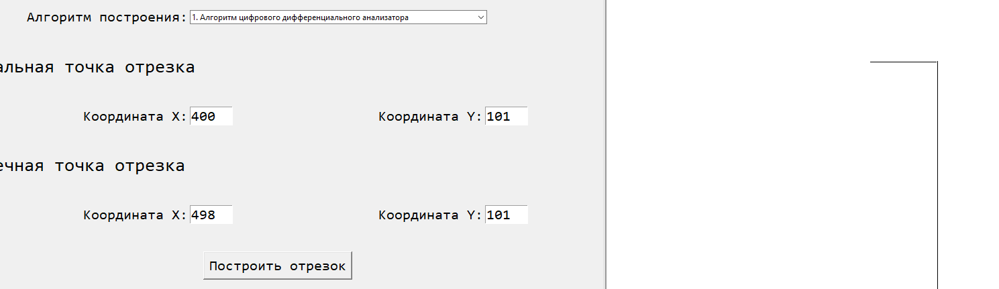 Алгоритм построения: 1. Алгоритм цифрового дифференциального анализатора
альная точка отрезка
Координата X: 400 Координата Y: 101
ечная точка отрезка
Координата X: 498 Координата Y: 101
Построить отрезок